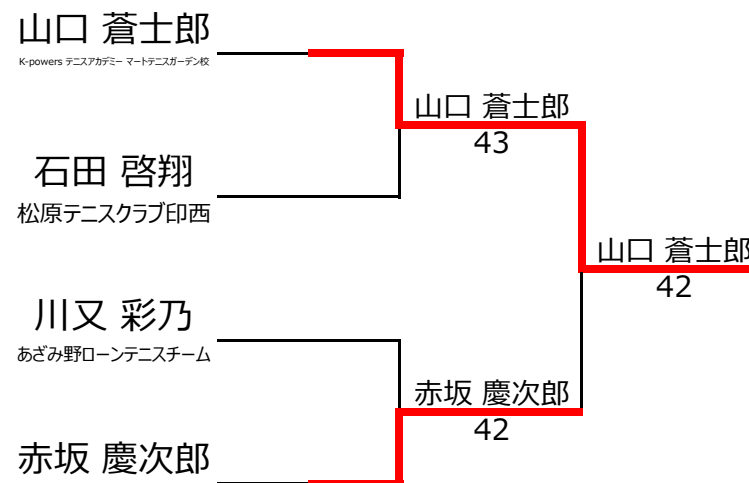 山口 蒼士郎
K-powers テニスアカデミー マートテニスガーデン校
山口 蒼士郎
43
石田 啓翔
松原テニスクラブ印西
山口 蒼士郎
42
川又 彩乃
あざみ野ローンテニスチーム
赤坂 慶次郎
42
赤坂 慶次郎